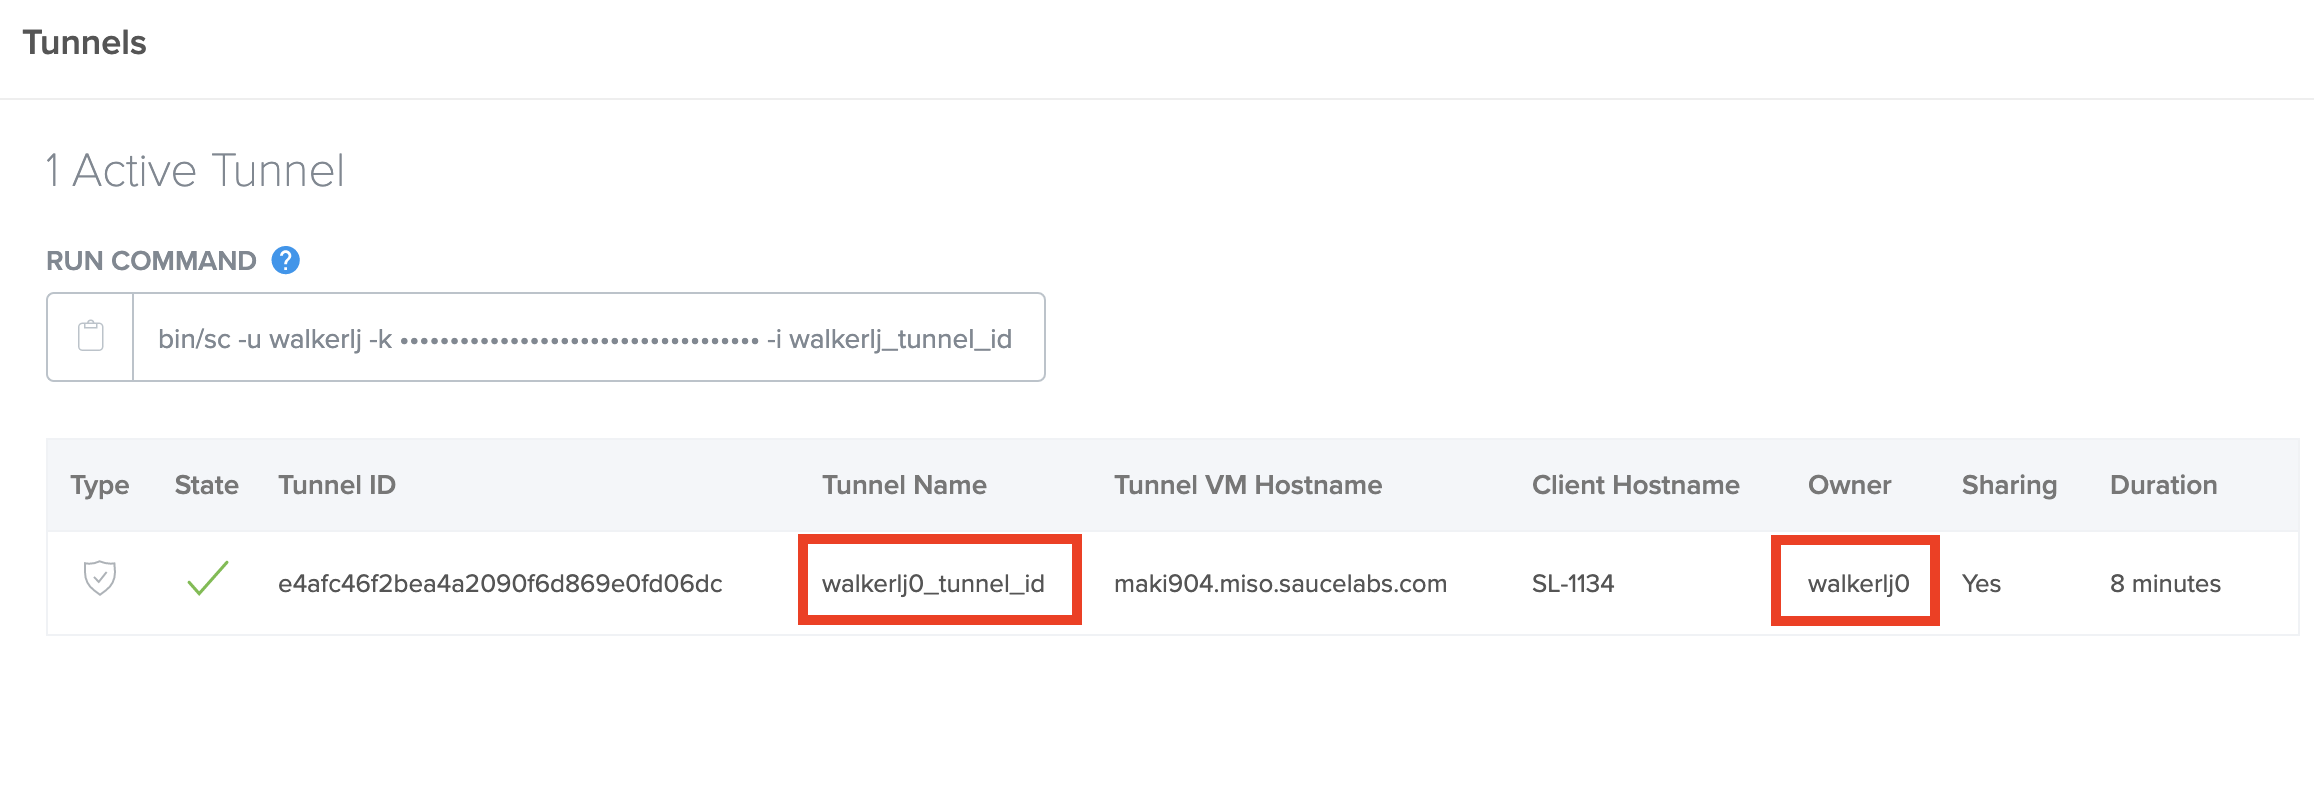 Tunnels
1 Active Tunnel
RUN COMMAND ?
bin/sc -u walkerlj -k •••••••••••••••••••••••••••••••••••• -i walkerlj_tunnel_id
Type State Tunnel ID Tunnel Name Tunnel VM Hostname Client Hostname Owner Sharing Duration
e4afc46f2bea4a2090f6d869e0fd06dc walkerlj0_tunnel_id maki904.miso.saucelabs.com SL-1134 walkerlj0 Yes 8 minutes